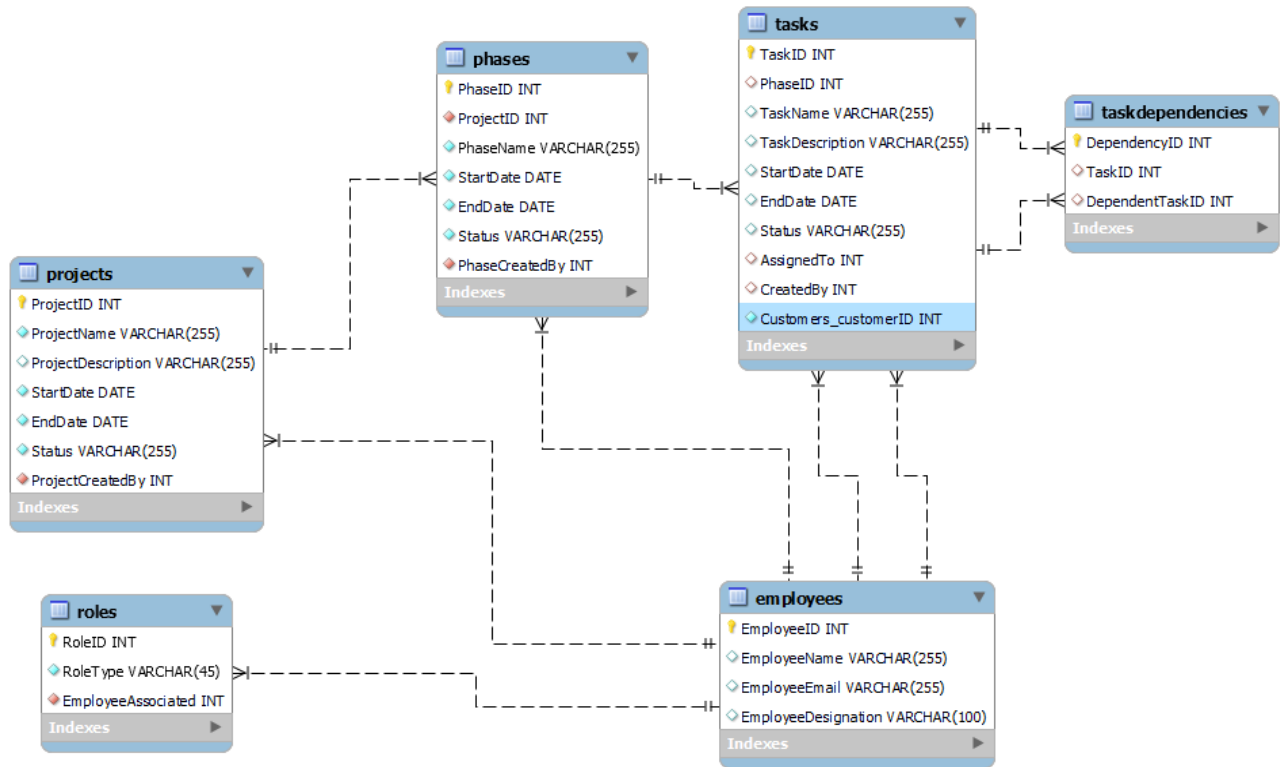 tasks
TaskID INT
PhaseID INT
TaskName VARCHAR(255)
TaskDescription VARCHAR(255)
StartDate DATE
EndDate DATE
Status VARCHAR(255)
AssignedTo INT
CreatedBy INT
Customers_customerID INT
Indexes
phases
PhaseID INT
ProjectID INT
PhaseName VARCHAR(255)
StartDate DATE
EndDate DATE
Status VARCHAR(255)
PhaseCreatedBy INT
Indexes
taskdependencies
DependencyID INT
TaskID INT
DependentTaskID INT
Indexes
projects
ProjectID INT
ProjectName VARCHAR(255)
ProjectDescription VARCHAR(255)
StartDate DATE
EndDate DATE
Status VARCHAR(255)
ProjectCreatedBy INT
Indexes
roles
RoleID INT
RoleType VARCHAR(45)
EmployeeAssociated INT
Indexes
employees
EmployeeID INT
EmployeeName VARCHAR(255)
EmployeeEmail VARCHAR(255)
EmployeeDesignation VARCHAR(100)
Indexes